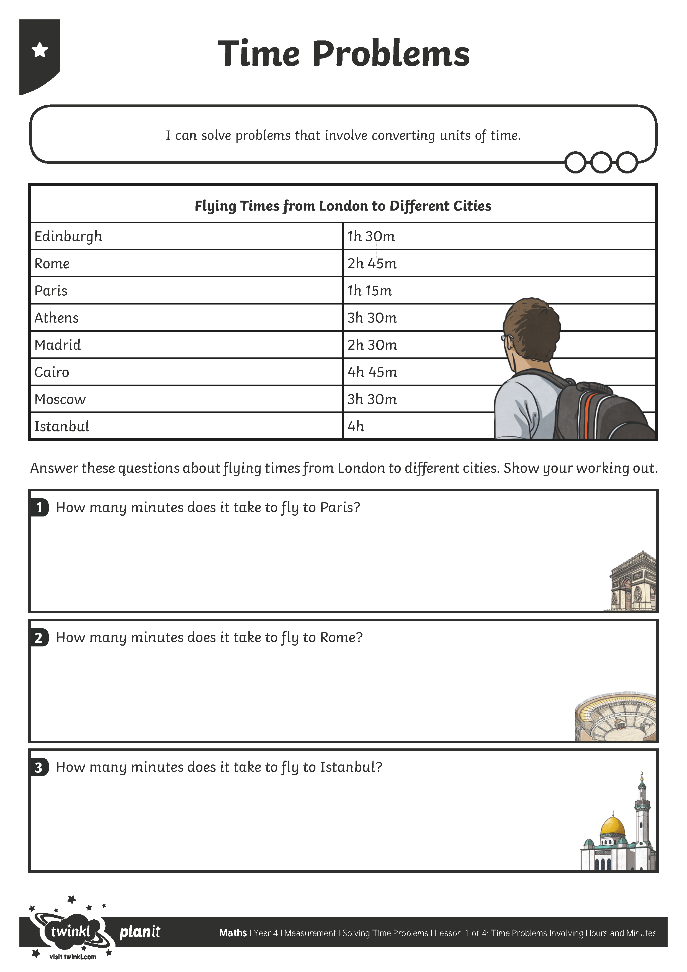 Time Problems
I can solve problems that involve converting units of time.
Flying Times from London to Different Cities
Edinburgh 1h 30m
Rome 2h 45m
Paris 1h 15m
Athens 3h 30m
Madrid 2h 30m
Cairo 4h 45m
Moscow 3h 30m
Istanbul 4h
Answer these questions about flying times from London to different cities. Show your working out.
1 How many minutes does it take to fly to Paris?
2 How many minutes does it take to fly to Rome?
3 How many minutes does it take to fly to Istanbul?
twinkl planit
visit twinkl.com
Maths | Year 4 | Measurement | Solving Time Problems | Lesson 1 of 4: Time Problems Involving Hours and Minutes